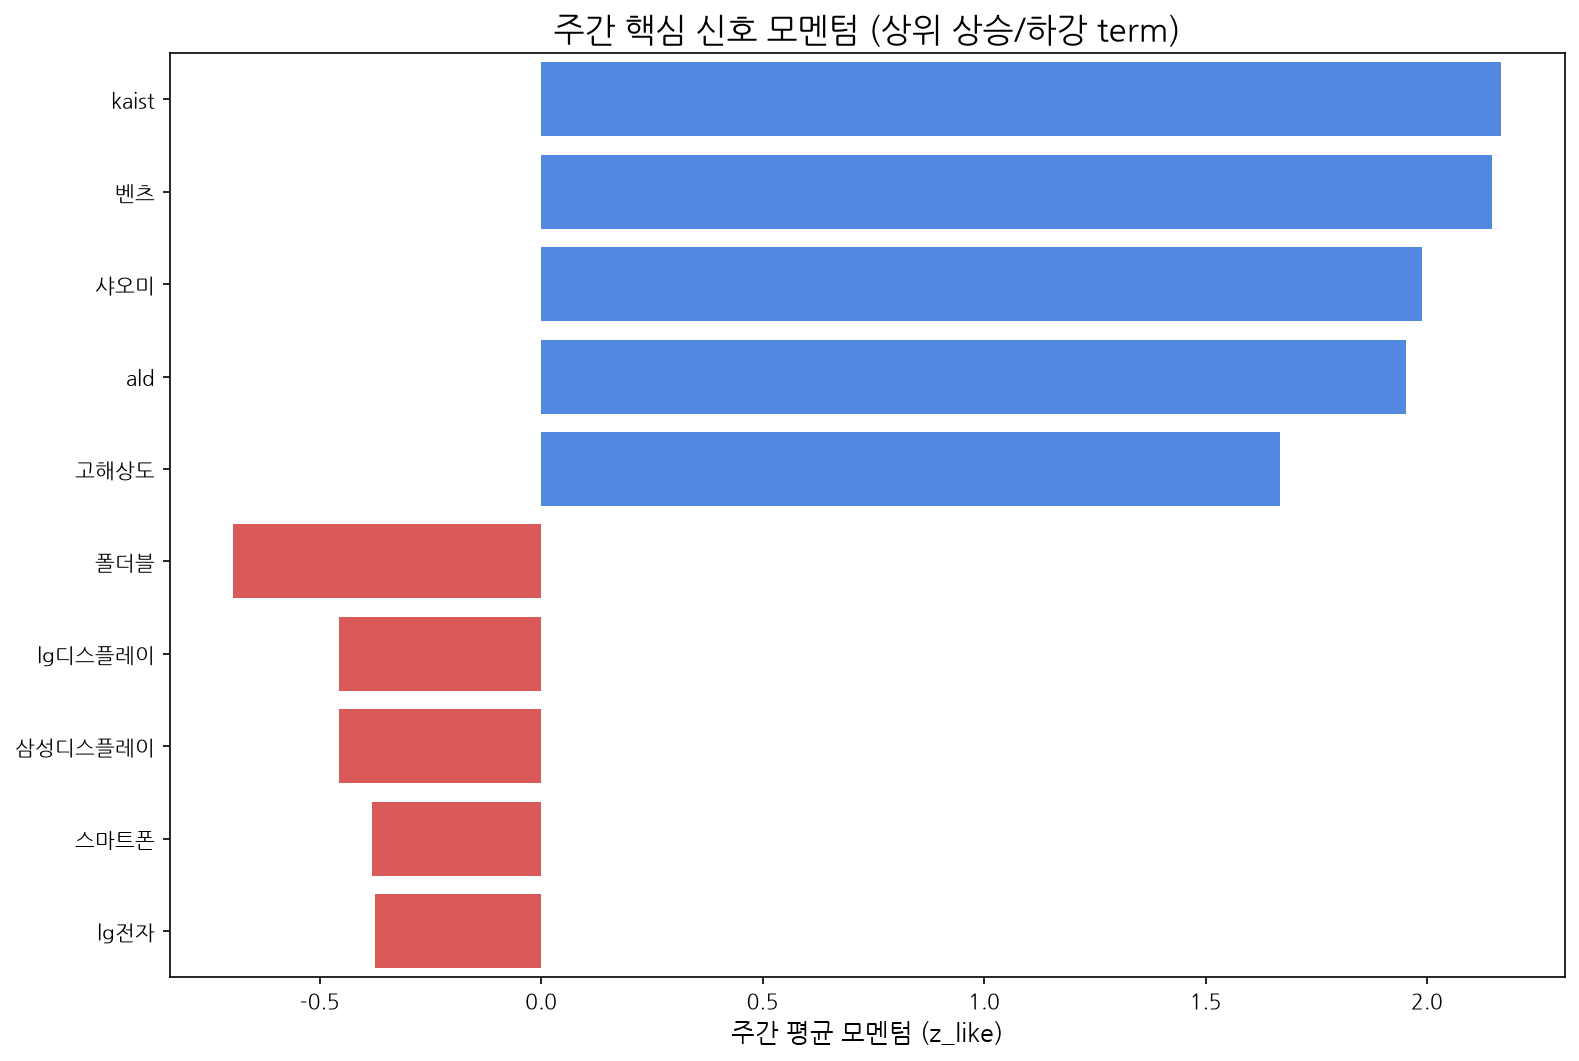 주간 핵심 신호 모멘텀 (상위 상승/하강 term)
kaist
벤츠
샤오미
ald
고해상도
폴더블
lg디스플레이
삼성디스플레이
스마트폰
lg전자
-0.5 0.0 0.5 1.0 1.5 2.0
주간 평균 모멘텀 (z_like)